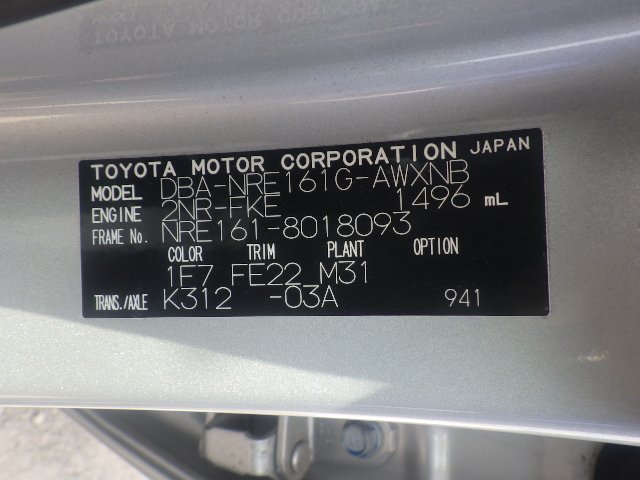 TOYOTA MOTOR CORPORATION JAPAN
MODEL DBA-NRE161G-AWXNB
ENGINE 2NR-FKE 1496 mL
FRAME No. NRE161-8018093
COLOR TRIM PLANT OPTION
1E7 FE22 M31
TRANS./AXLE K312 -03A 941